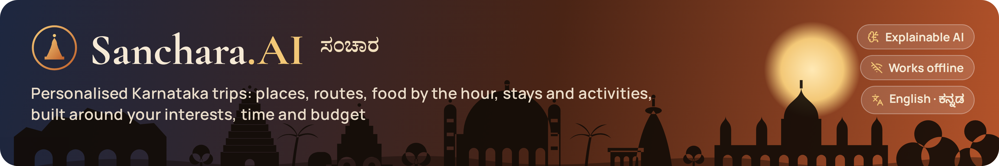 Sanchara.AI ಸಂಚಾರ
Personalised Karnataka trips: places, routes, food by the hour, stays and activities,
built around your interests, time and budget
Explainable AI
Works offline
English · ಕನ್ನಡ